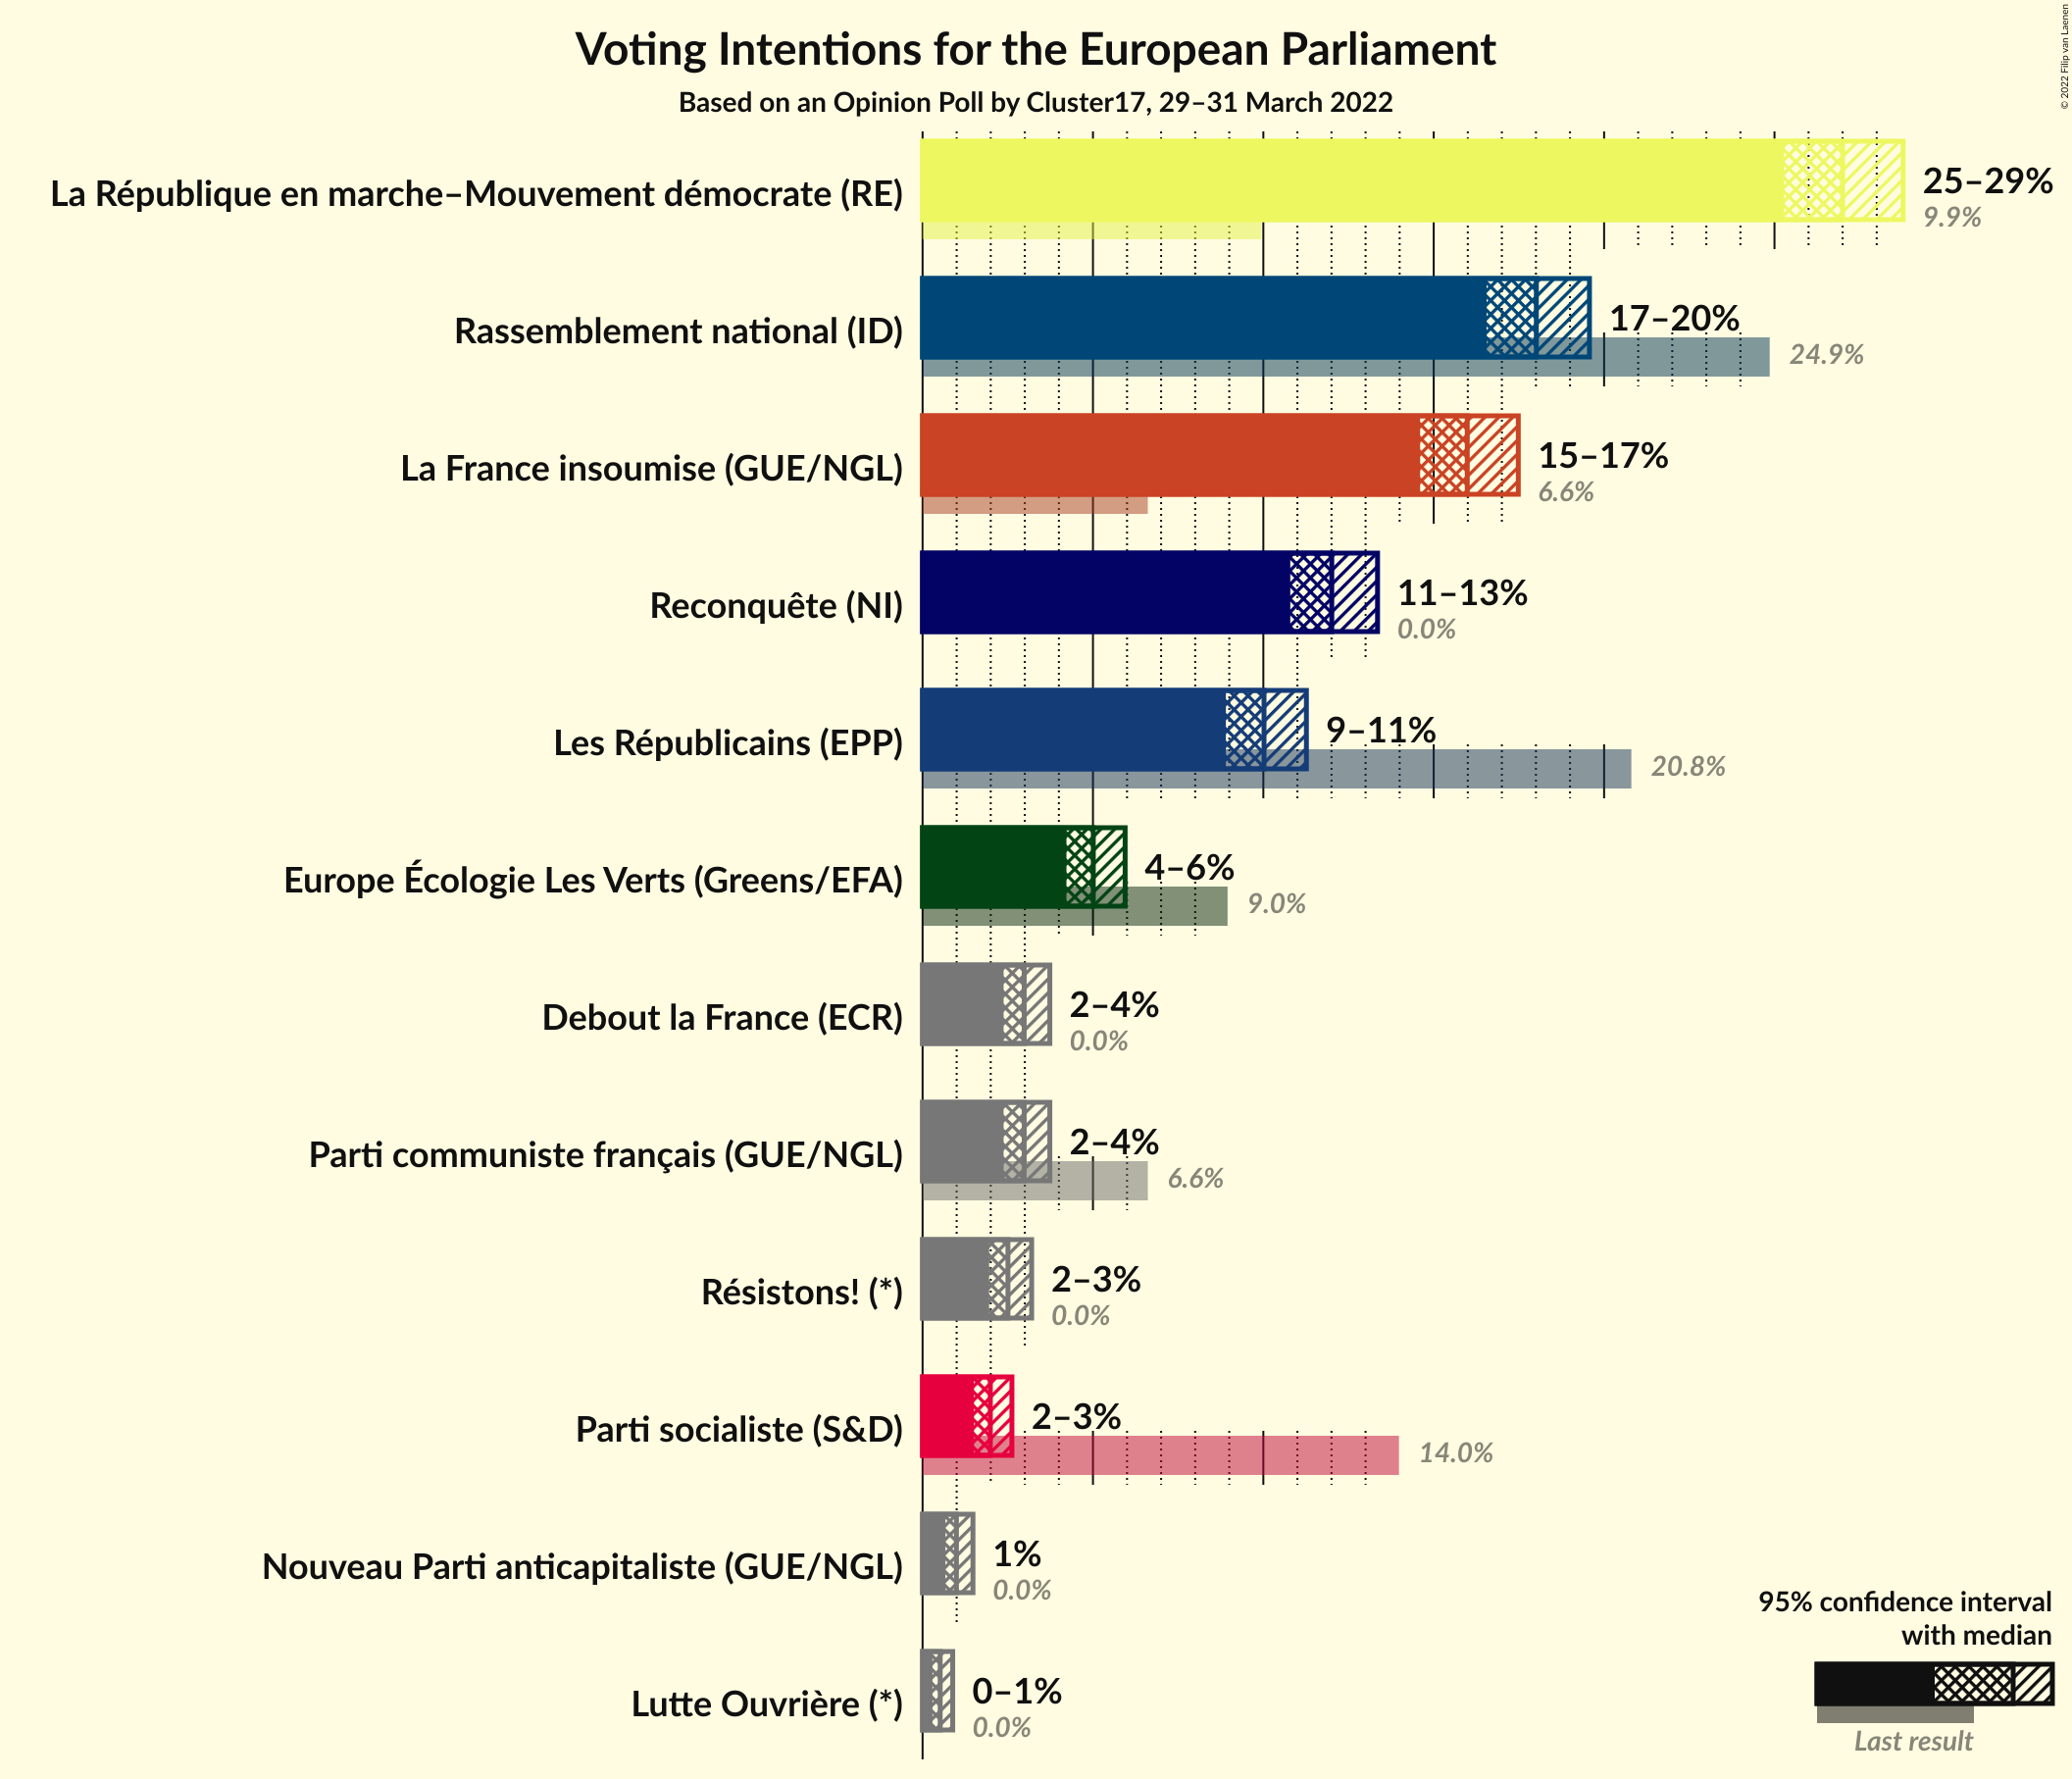 Voting Intentions for the European Parliament
Based on an Opinion Poll by Cluster17, 29–31 March 2022
© 2022 Filip van Laenen
La République en marche–Mouvement démocrate (RE)
25–29%
9.9%
Rassemblement national (ID)
17–20%
24.9%
La France insoumise (GUE/NGL)
15–17%
6.6%
Reconquête (NI)
11–13%
0.0%
Les Républicains (EPP)
9–11%
20.8%
Europe Écologie Les Verts (Greens/EFA)
4–6%
9.0%
Debout la France (ECR)
2–4%
0.0%
Parti communiste français (GUE/NGL)
2–4%
6.6%
Résistons! (*)
2–3%
0.0%
Parti socialiste (S&D)
2–3%
14.0%
Nouveau Parti anticapitaliste (GUE/NGL)
1%
0.0%
Lutte Ouvrière (*)
0–1%
0.0%
95% confidence interval
with median
Last result